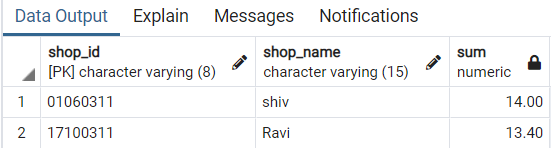 Data Output Explain Messages Notifications
shop_id shop_name sum
[PK] character varying (8) character varying (15) numeric
1 01060311 shiv 14.00
2 17100311 Ravi 13.40